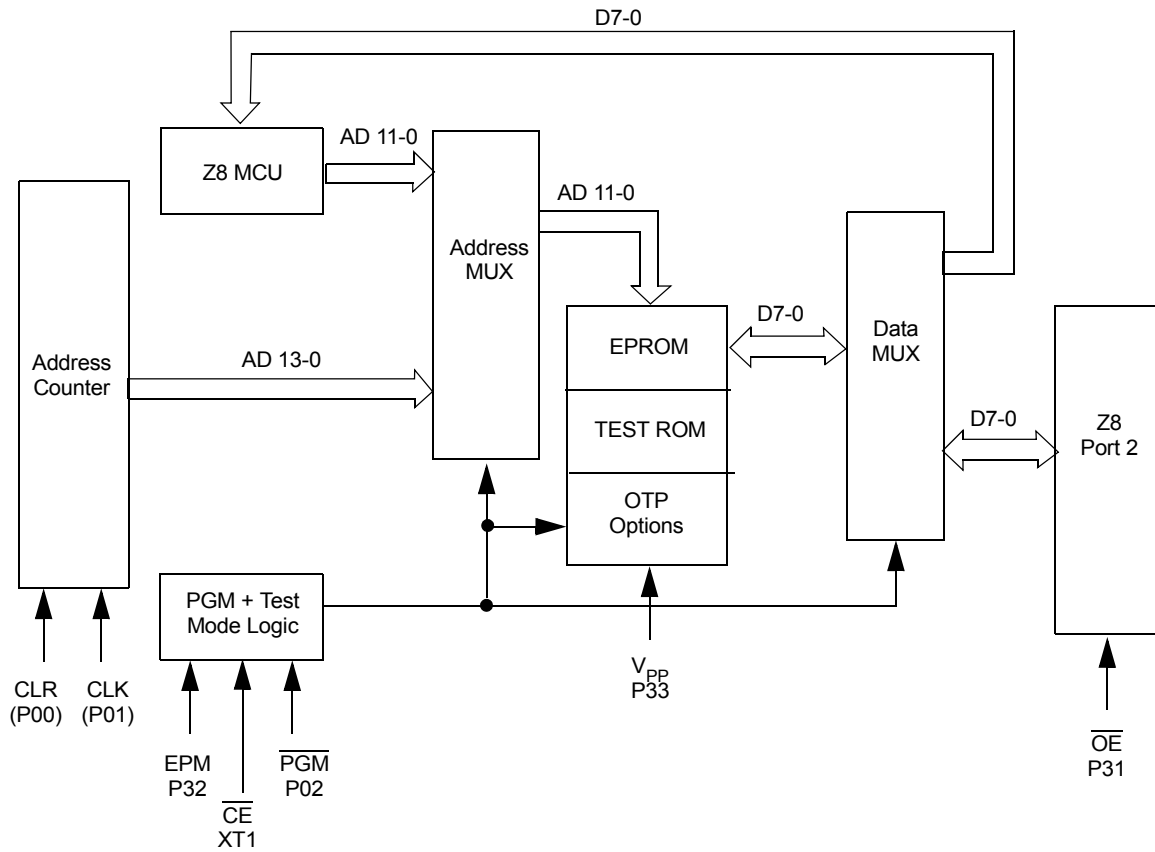 D7-0
AD 11-0
Z8 MCU
AD 11-0
Address
MUX
D7-0
EPROM
Data
MUX
Address
Counter
AD 13-0
TEST ROM
D7-0
Z8
Port 2
OTP
Options
PGM + Test
Mode Logic
VPP
P33
CLR
(P00)
CLK
(P01)
EPM
P32
CE
XT1
PGM
P02
OE
P31